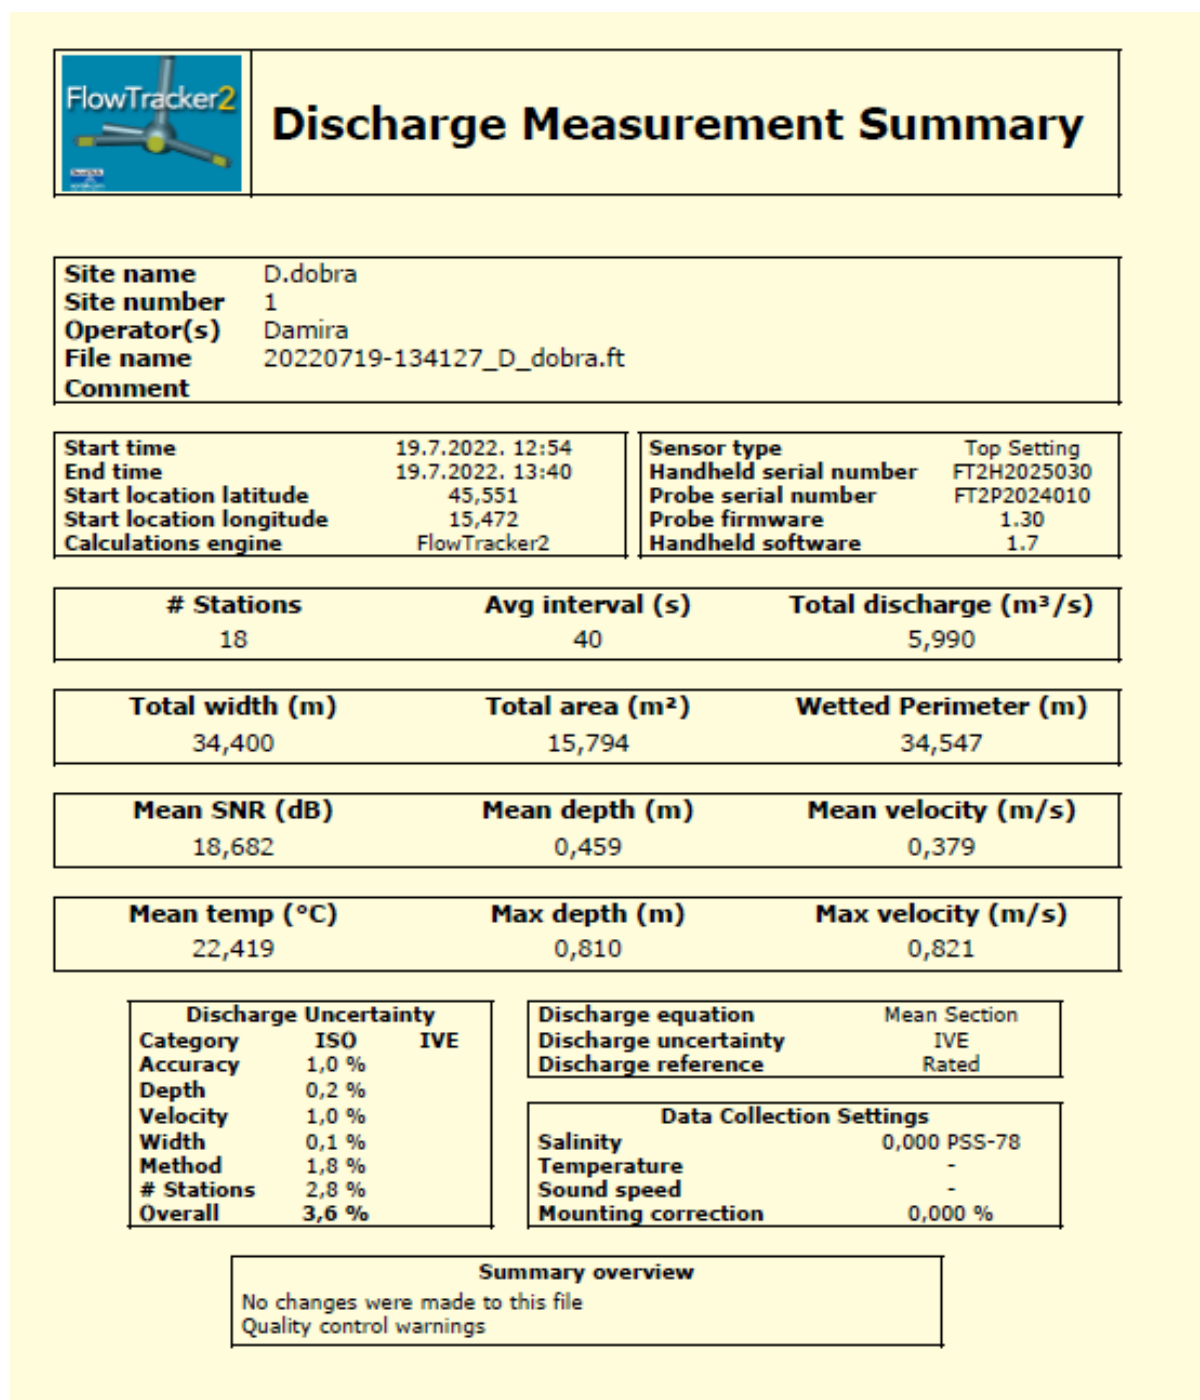 FlowTracker2
Discharge Measurement Summary
Site name D.dobra
Site number 1
Operator(s) Damira
File name 20220719-134127_D_dobra.ft
Comment
Start time 19.7.2022. 12:54
End time 19.7.2022. 13:40
Start location latitude 45,551
Start location longitude 15,472
Calculations engine FlowTracker2
Sensor type Top Setting
Handheld serial number FT2H2025030
Probe serial number FT2P2024010
Probe firmware 1.30
Handheld software 1.7
# Stations Avg interval (s) Total discharge (m³/s)
18 40 5,990
Total width (m) Total area (m²) Wetted Perimeter (m)
34,400 15,794 34,547
Mean SNR (dB) Mean depth (m) Mean velocity (m/s)
18,682 0,459 0,379
Mean temp (°C) Max depth (m) Max velocity (m/s)
22,419 0,810 0,821
Discharge Uncertainty
Category ISO IVE
Accuracy 1,0 %
Depth 0,2 %
Velocity 1,0 %
Width 0,1 %
Method 1,8 %
# Stations 2,8 %
Overall 3,6 %
Discharge equation Mean Section
Discharge uncertainty IVE
Discharge reference Rated
Data Collection Settings
Salinity 0,000 PSS-78
Temperature -
Sound speed -
Mounting correction 0,000 %
Summary overview
No changes were made to this file
Quality control warnings